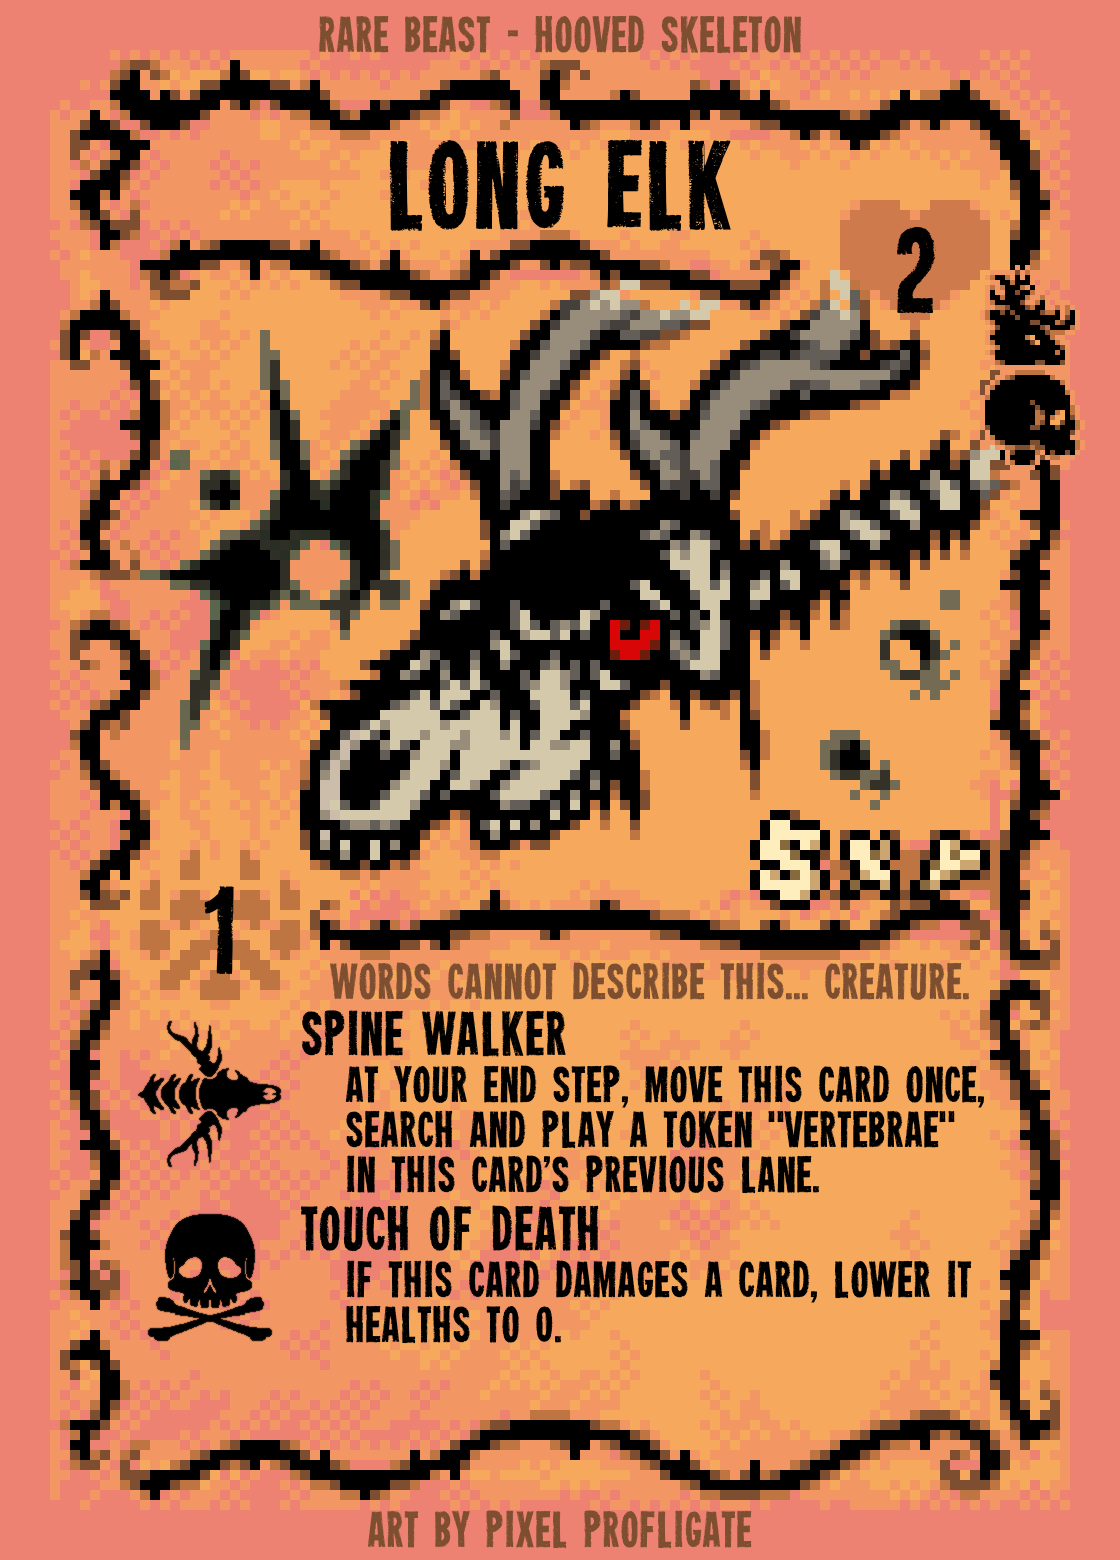 RARE BEAST - HOOVED SKELETON
LONG ELK
2
1
WORDS CANNOT DESCRIBE THIS... CREATURE.
SPINE WALKER
AT YOUR END STEP, MOVE THIS CARD ONCE,
SEARCH AND PLAY A TOKEN "VERTEBRAE"
IN THIS CARD'S PREVIOUS LANE.
TOUCH OF DEATH
IF THIS CARD DAMAGES A CARD, LOWER IT
HEALTHS TO 0.
ART BY PIXEL PROFLIGATE